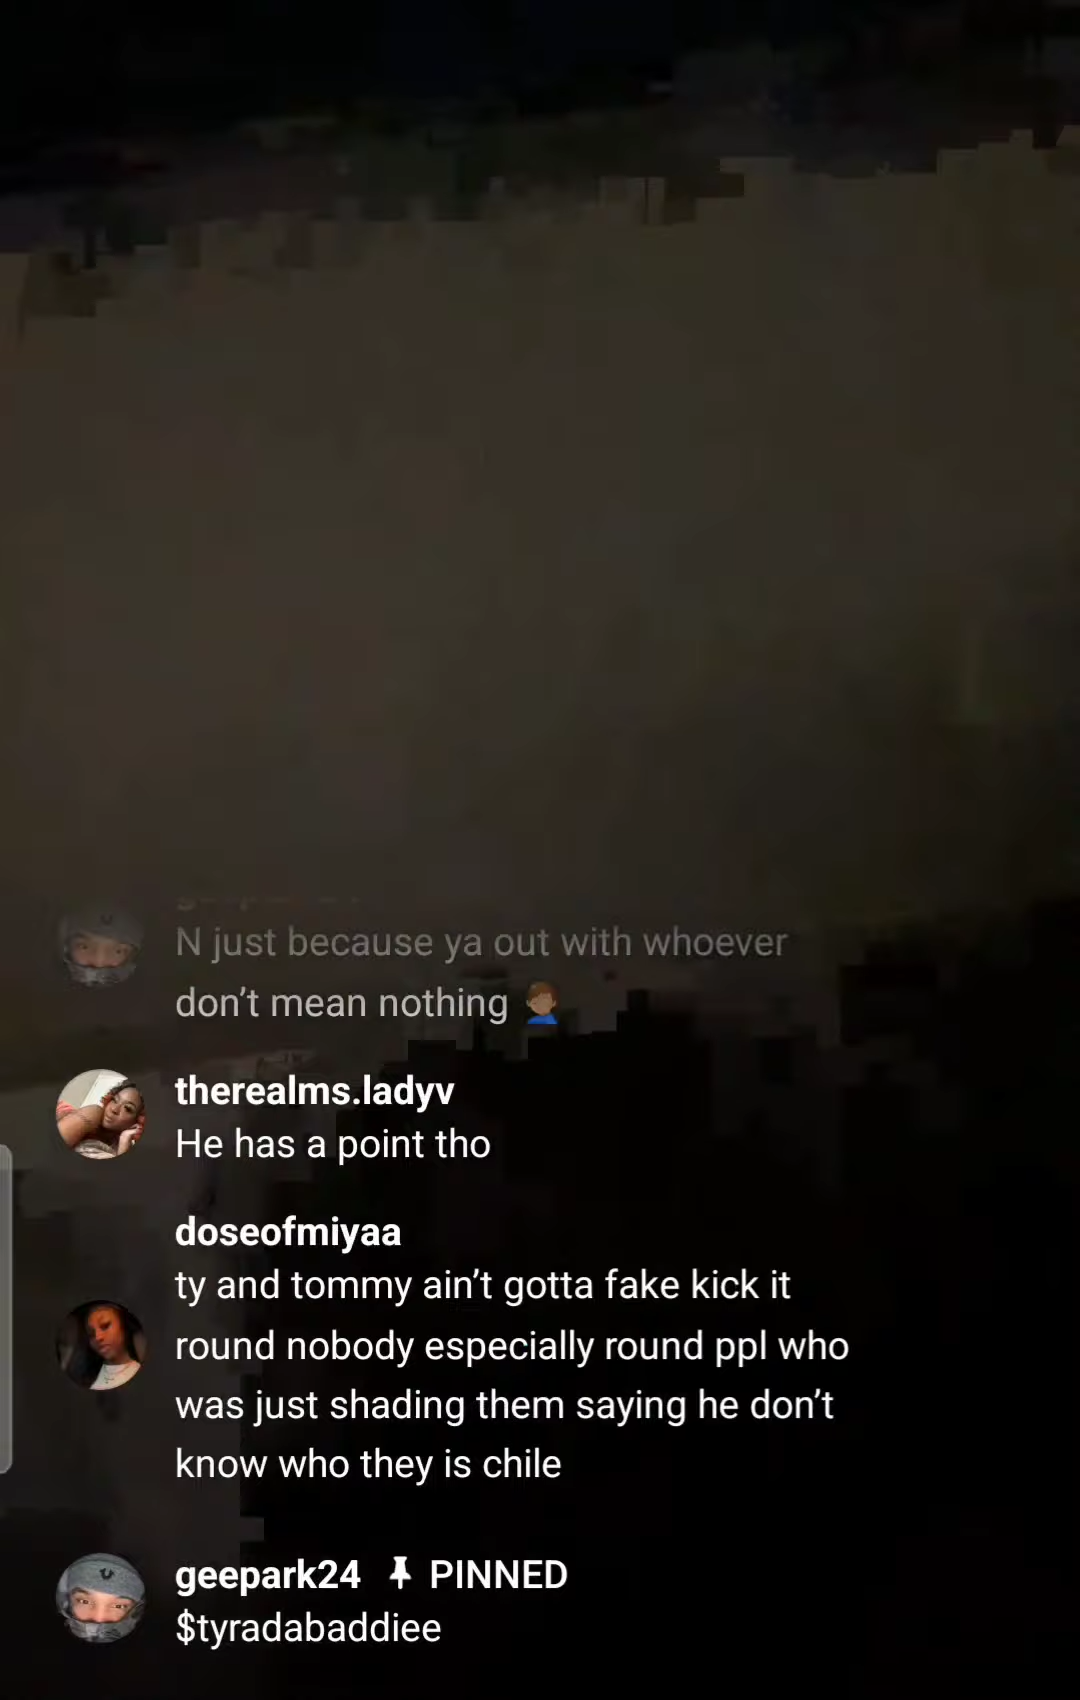 N just because ya out with whoever
don't mean nothing 🤦🏽‍♂️
therealms.ladyv
He has a point tho
doseofmiyaa
ty and tommy ain't gotta fake kick it
round nobody especially round ppl who
was just shading them saying he don't
know who they is chile
geepark24 📌 PINNED
$tyradabaddiee